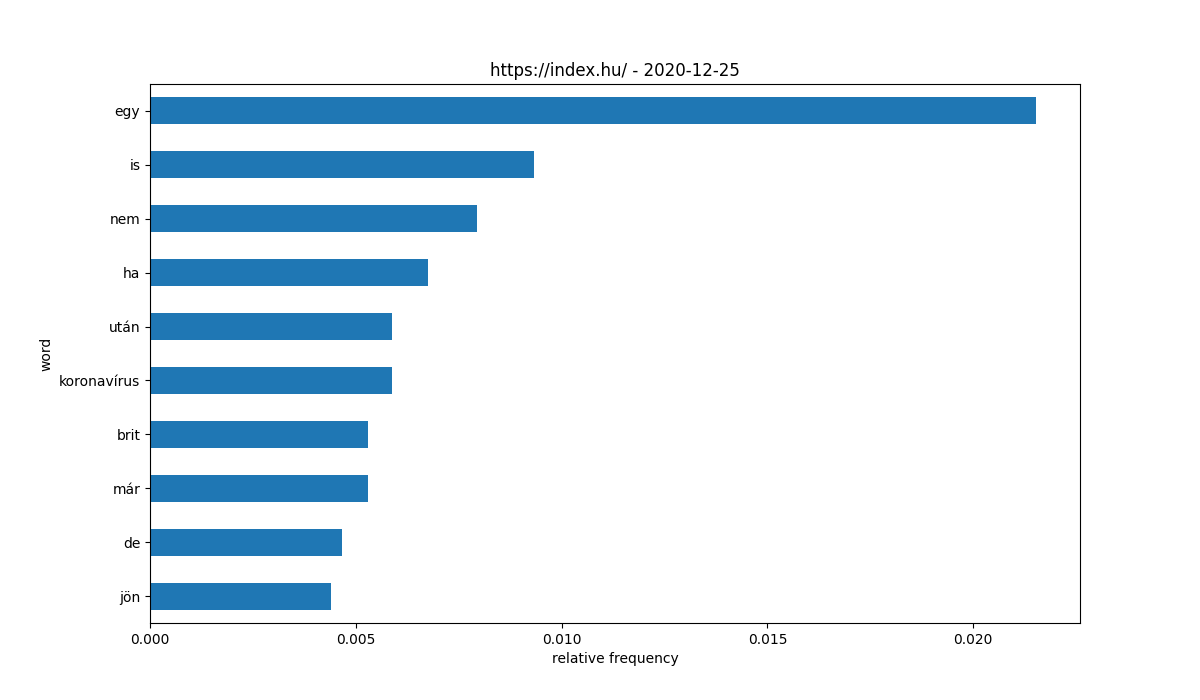 https://index.hu/ - 2020-12-25
egy
is
nem
ha
után
koronavírus
brit
már
de
jön
word
0.000 0.005 0.010 0.015 0.020
relative frequency